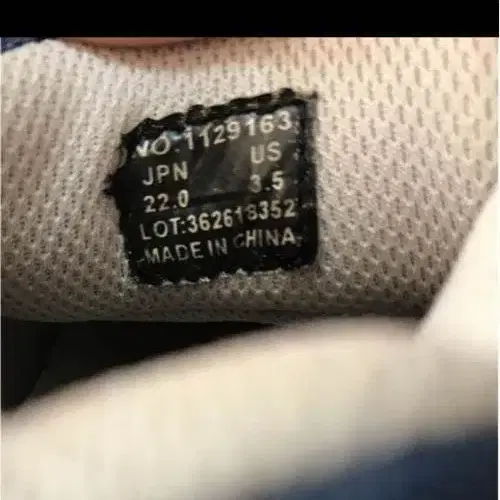 NO:1129163
JPN US
22.0 3.5
LOT:362618352
MADE IN CHINA